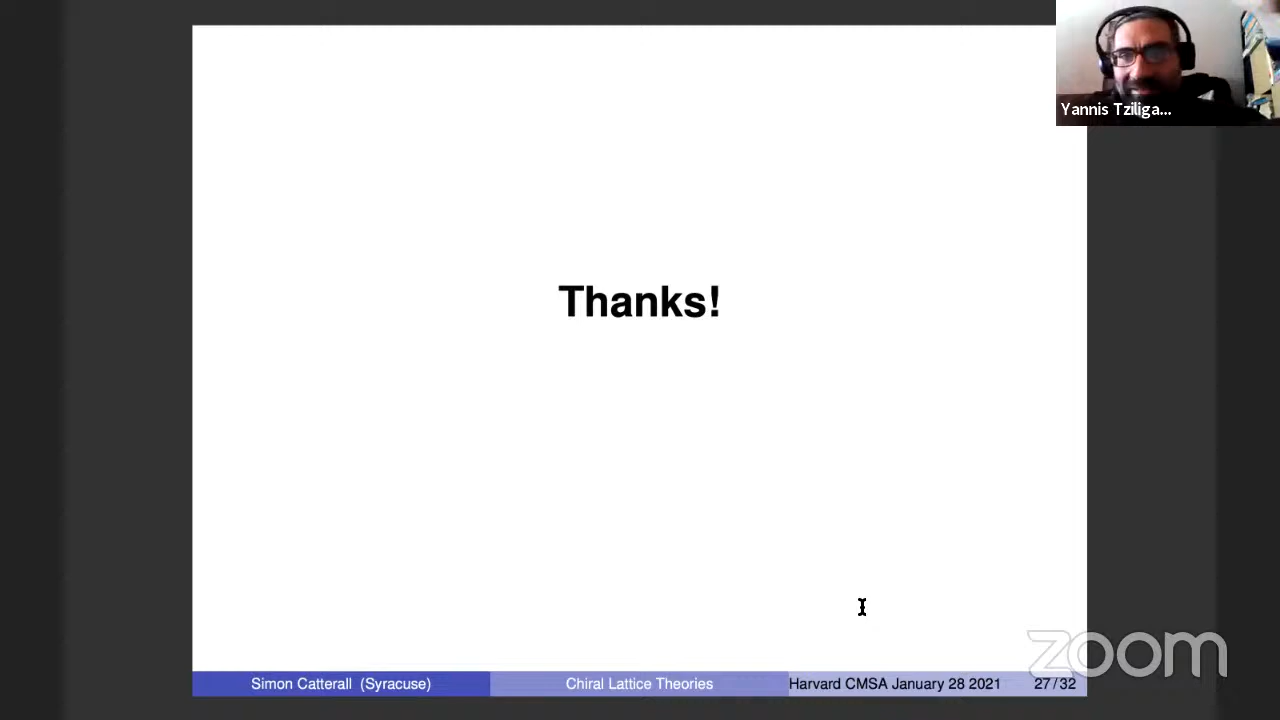 Yannis Tziliga...
Thanks!
zoom
Simon Catterall (Syracuse) Chiral Lattice Theories Harvard CMSA January 28 2021 27/32